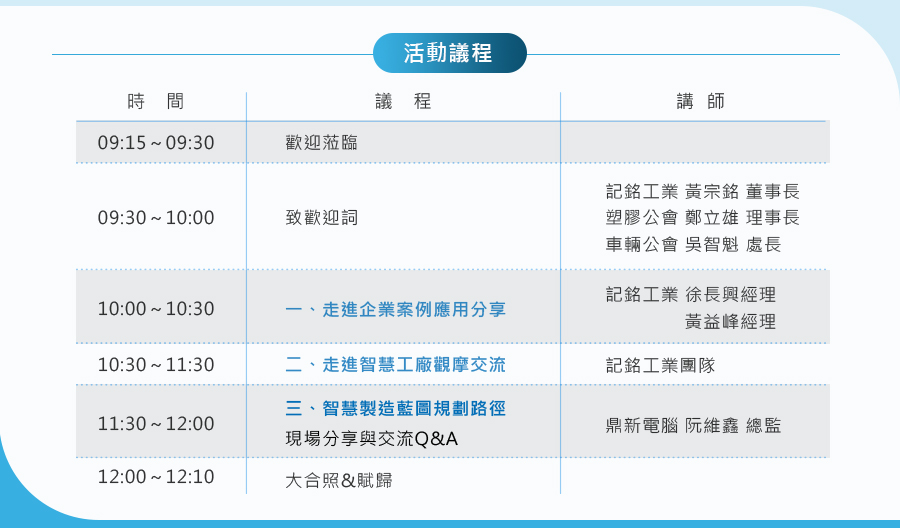 活動議程
時 間 議 程 講 師
09:15 ~ 09:30 歡迎蒞臨
09:30 ~ 10:00 致歡迎詞 記銘工業 黃宗銘 董事長
塑膠公會 鄭立雄 理事長
車輛公會 吳智魁 處長
10:00 ~ 10:30 一、走進企業案例應用分享 記銘工業 徐長興經理
黃益峰經理
10:30 ~ 11:30 二、走進智慧工廠觀摩交流 記銘工業團隊
11:30 ~ 12:00 三、智慧製造藍圖規劃路徑 鼎新電腦 阮維鑫 總監
現場分享與交流Q&A
12:00 ~ 12:10 大合照&賦歸